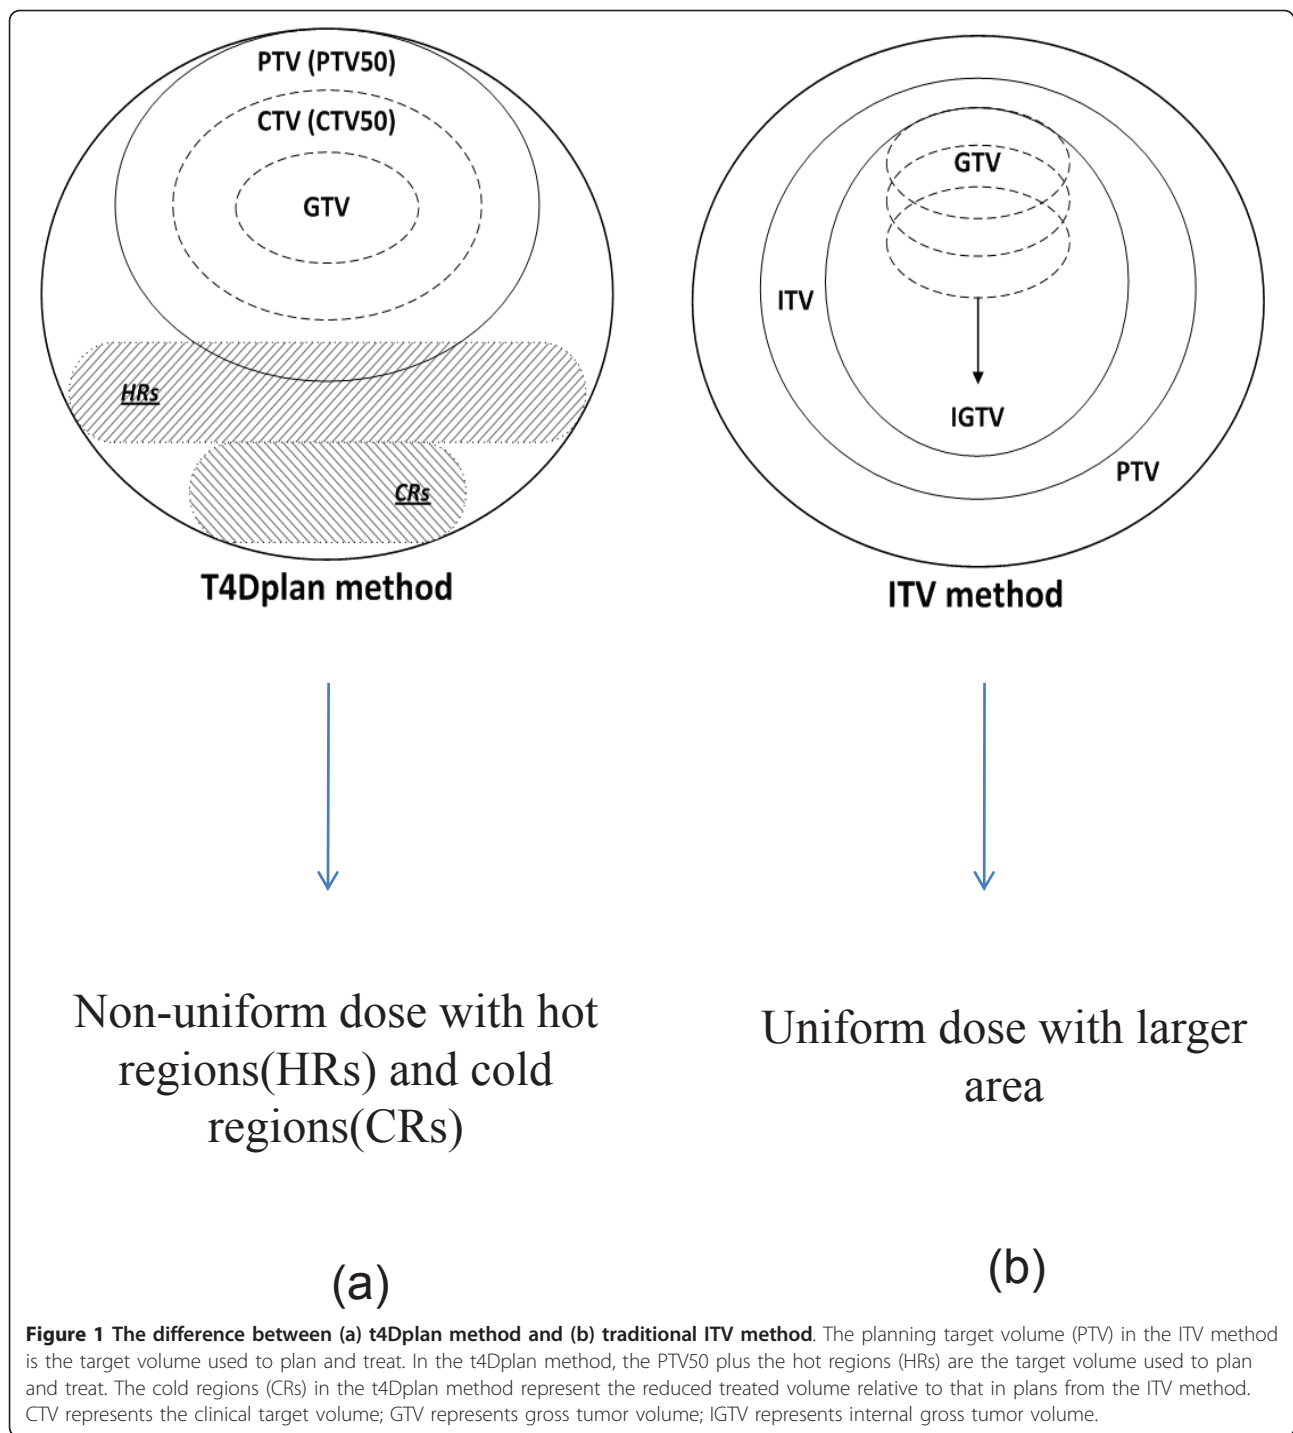 PTV (PTV50)
CTV (CTV50)
GTV
HRs
CRs
T4Dplan method
GTV
ITV
IGTV
PTV
ITV method
Non-uniform dose with hot
regions(HRs) and cold
regions(CRs)
Uniform dose with larger
area
(a)
(b)
Figure 1 The difference between (a) t4Dplan method and (b) traditional ITV method. The planning target volume (PTV) in the ITV method
is the target volume used to plan and treat. In the t4Dplan method, the PTV50 plus the hot regions (HRs) are the target volume used to plan
and treat. The cold regions (CRs) in the t4Dplan method represent the reduced treated volume relative to that in plans from the ITV method.
CTV represents the clinical target volume; GTV represents gross tumor volume; IGTV represents internal gross tumor volume.